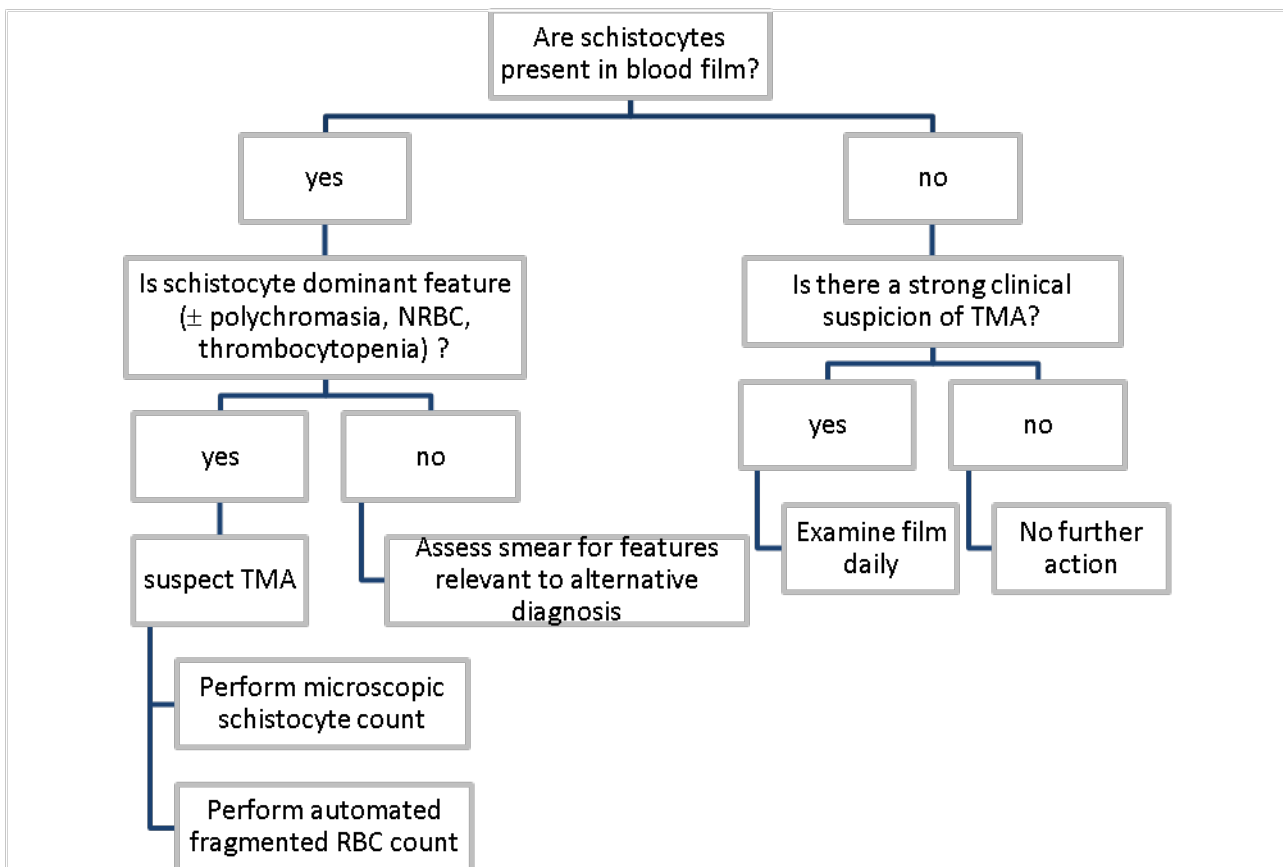 Are schistocytes
present in blood film?
yes
no
Is schistocyte dominant feature
(± polychromasia, NRBC,
thrombocytopenia) ?
Is there a strong clinical
suspicion of TMA?
yes
no
yes
no
suspect TMA
Assess smear for features
relevant to alternative
diagnosis
Examine film
daily
No further
action
Perform microscopic
schistocyte count
Perform automated
fragmented RBC count